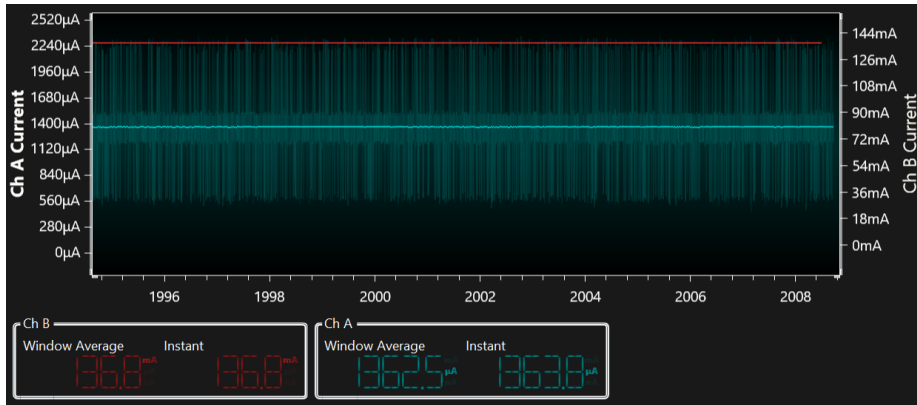 2520µA
2240µA
1960µA
1680µA
1400µA
1120µA
840µA
560µA
280µA
0µA
Ch A Current
144mA
126mA
108mA
90mA
72mA
54mA
36mA
18mA
0mA
Ch B Current
1996 1998 2000 2002 2004 2006 2008
Ch B
Window Average Instant
136.8 mA 136.8 mA
Ch A
Window Average Instant
1362.5 µA 1363.8 µA